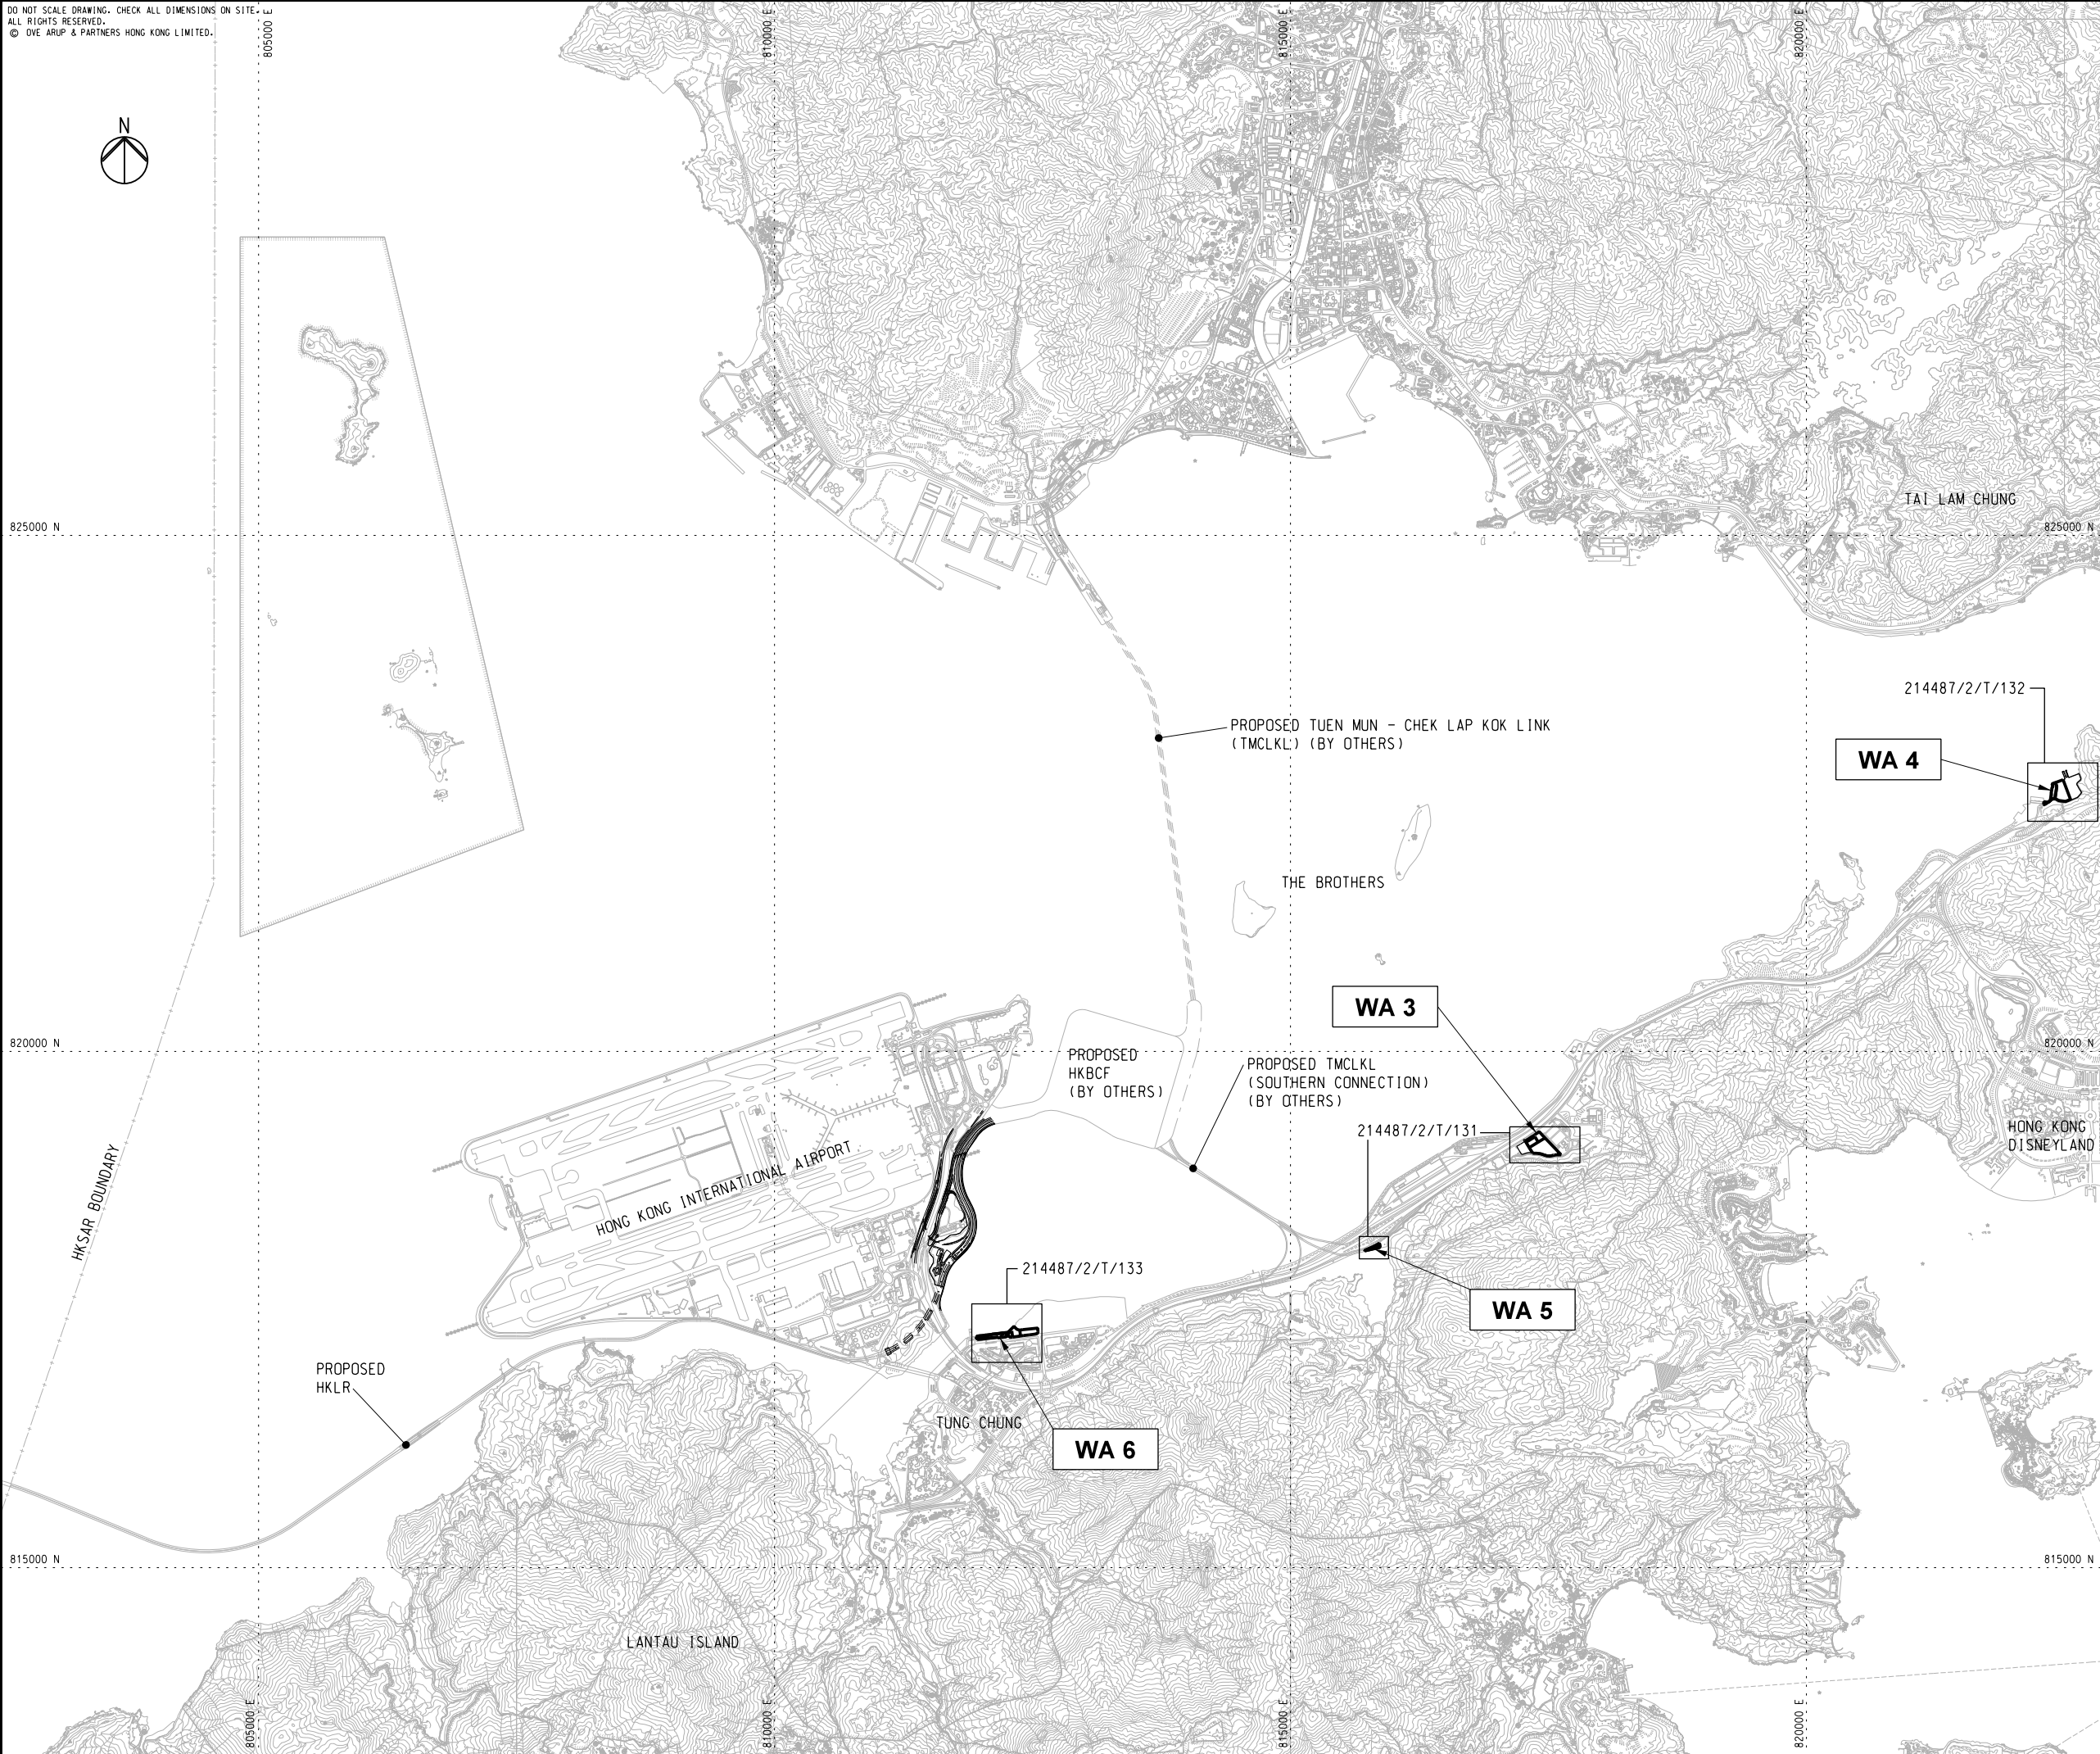 DO NOT SCALE DRAWING. CHECK ALL DIMENSIONS ON SITE.
ALL RIGHTS RESERVED.
© OVE ARUP & PARTNERS HONG KONG LIMITED.
805000 E
810000 E
815000 E
820000 E
N
TAI LAM CHUNG
825000 N
825000 N
214487/2/T/132
PROPOSED TUEN MUN - CHEK LAP KOK LINK
(TMCLKL) (BY OTHERS)
WA 4
THE BROTHERS
WA 3
820000 N
820000 N
PROPOSED
HKBCF
(BY OTHERS)
PROPOSED TMCLKL
(SOUTHERN CONNECTION)
(BY OTHERS)
214487/2/T/131
HONG KONG
DISNEYLAND
HONG KONG INTERNATIONAL AIRPORT
HKSAR BOUNDARY
214487/2/T/133
WA 5
PROPOSED
HKLR
TUNG CHUNG
WA 6
815000 N
815000 N
LANTAU ISLAND
805000 E
810000 E
815000 E
820000 E